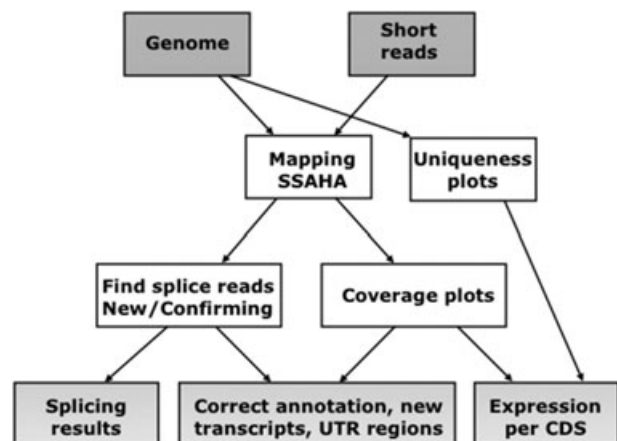 Genome
Short
reads
Mapping
SSAHA
Uniqueness
plots
Find splice reads
New/Confirming
Coverage plots
Splicing
results
Correct annotation, new
transcripts, UTR regions
Expression
per CDS